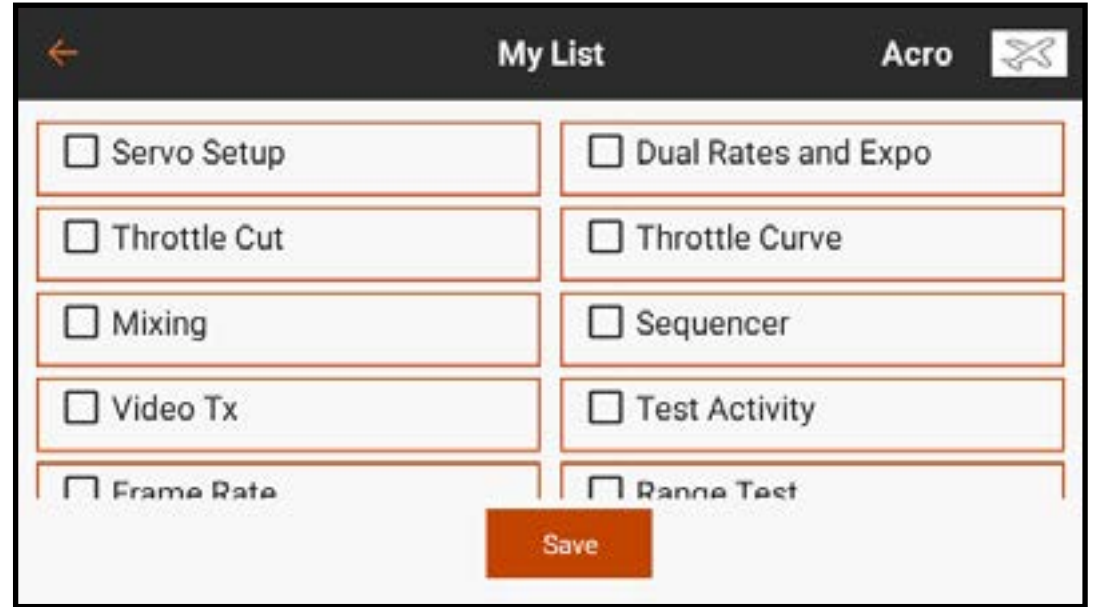 My List
Acro
Servo Setup
Dual Rates and Expo
Throttle Cut
Throttle Curve
Mixing
Sequencer
Video Tx
Test Activity
Frame Rate
Range Test
Save